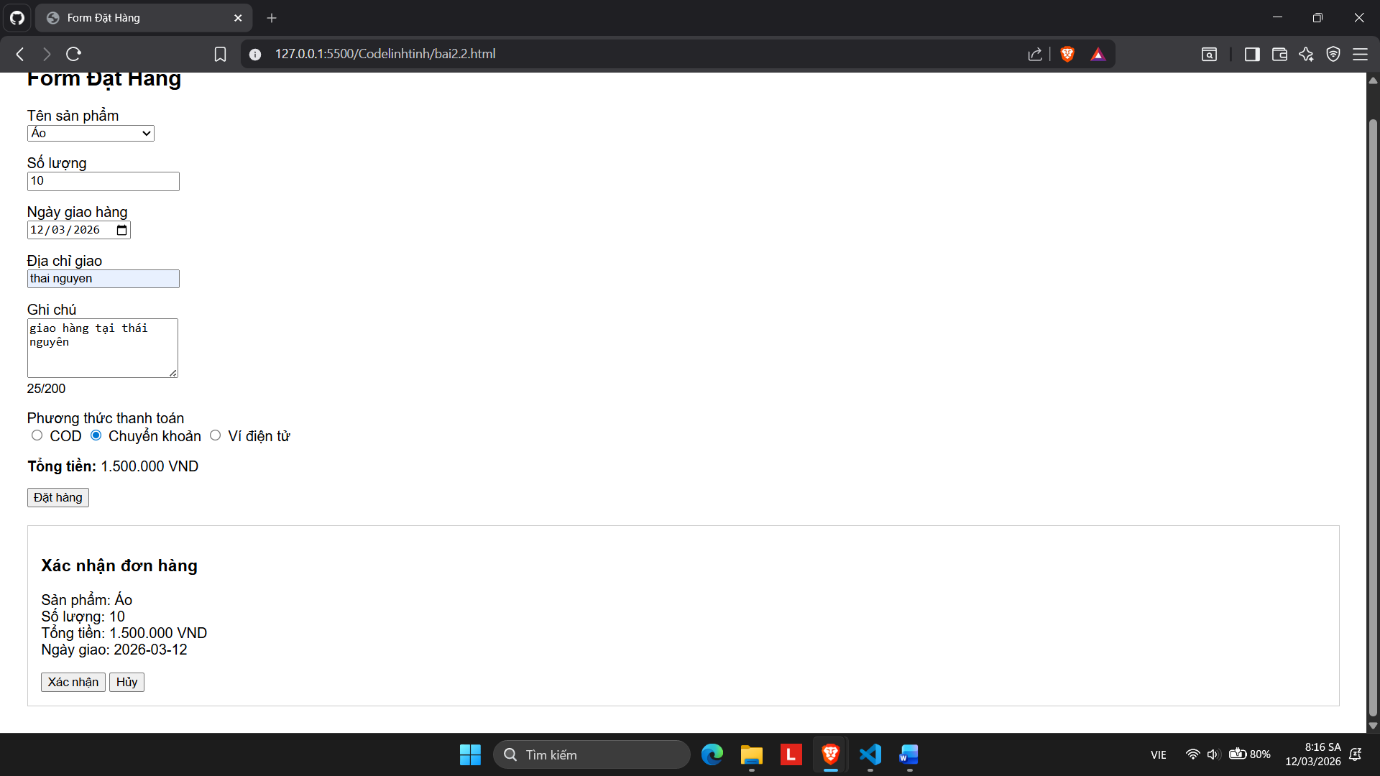 Form Đặt Hàng
127.0.0.1:5500/Codelinhtinh/bai2.2.html
Form Đặt Hàng
Tên sản phẩm
Áo
Số lượng
10
Ngày giao hàng
12/03/2026
Địa chỉ giao
thai nguyen
Ghi chú
giao hàng tại thái
nguyên
25/200
Phương thức thanh toán
COD Chuyển khoản Ví điện tử
Tổng tiền: 1.500.000 VND
Đặt hàng
Xác nhận đơn hàng
Sản phẩm: Áo
Số lượng: 10
Tổng tiền: 1.500.000 VND
Ngày giao: 2026-03-12
Xác nhận Hủy
Tìm kiếm
L
W
VIE
80%
8:16 SA
12/03/2026